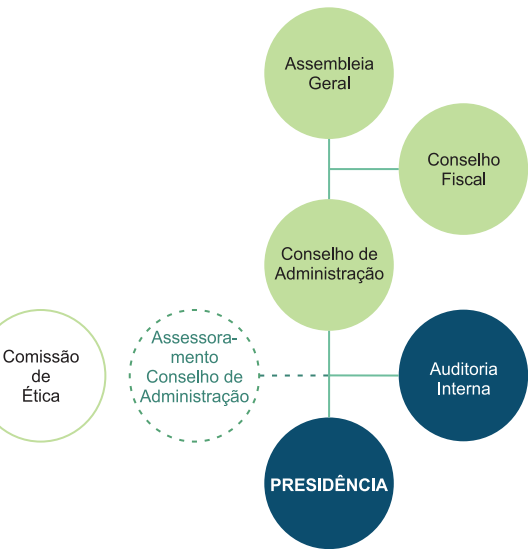 Assembleia
Geral
Conselho
Fiscal
Conselho de
Administração
Comissão
de
Ética
Assessora-
mento
Conselho de
Administração
Auditoria
Interna
PRESIDÊNCIA